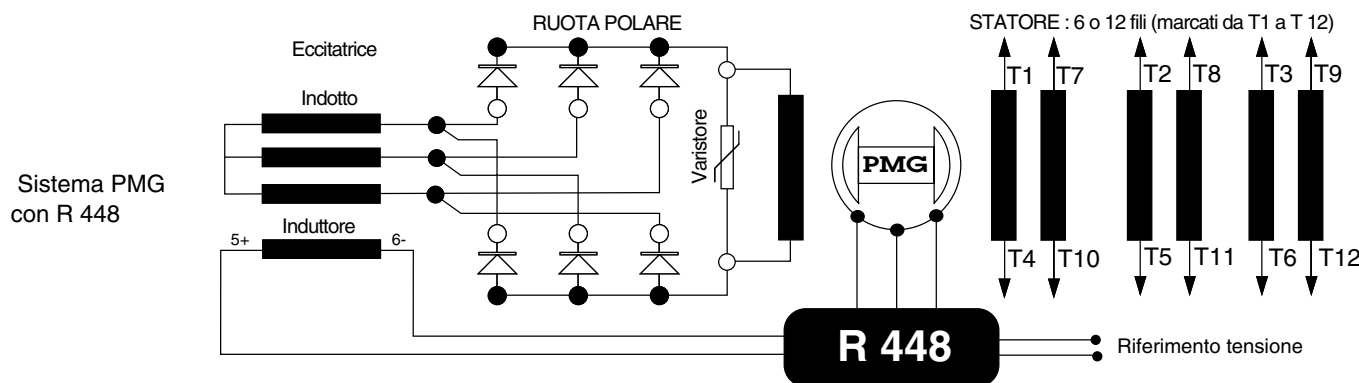 RUOTA POLARE
STATORE : 6 o 12 fili (marcati da T1 a T 12)
Eccitatrice
Indotto
Varistore
PMG
T1
T7
T2
T8
T3
T9
Sistema PMG
con R 448
Induttore
5+
6-
T4
T10
T5
T11
T6
T12
R 448
Riferimento tensione